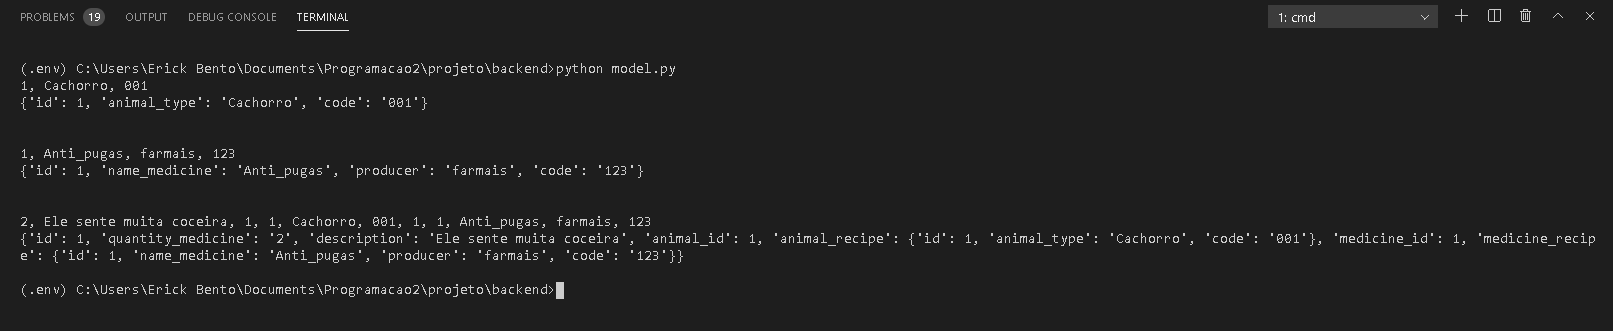 PROBLEMS 19 OUTPUT DEBUG CONSOLE TERMINAL 1: cmd
(.env) C:\Users\Erick Bento\Documents\Programacao2\projeto\backend>python model.py
1, Cachorro, 001
{'id': 1, 'animal_type': 'Cachorro', 'code': '001'}
1, Anti_pugas, farmais, 123
{'id': 1, 'name_medicine': 'Anti_pugas', 'producer': 'farmais', 'code': '123'}
2, Ele sente muita coceira, 1, 1, Cachorro, 001, 1, 1, Anti_pugas, farmais, 123
{'id': 1, 'quantity_medicine': '2', 'description': 'Ele sente muita coceira', 'animal_id': 1, 'animal_recipe': {'id': 1, 'animal_type': 'Cachorro', 'code': '001'}, 'medicine_id': 1, 'medicine_recip
e': {'id': 1, 'name_medicine': 'Anti_pugas', 'producer': 'farmais', 'code': '123'}}
(.env) C:\Users\Erick Bento\Documents\Programacao2\projeto\backend>